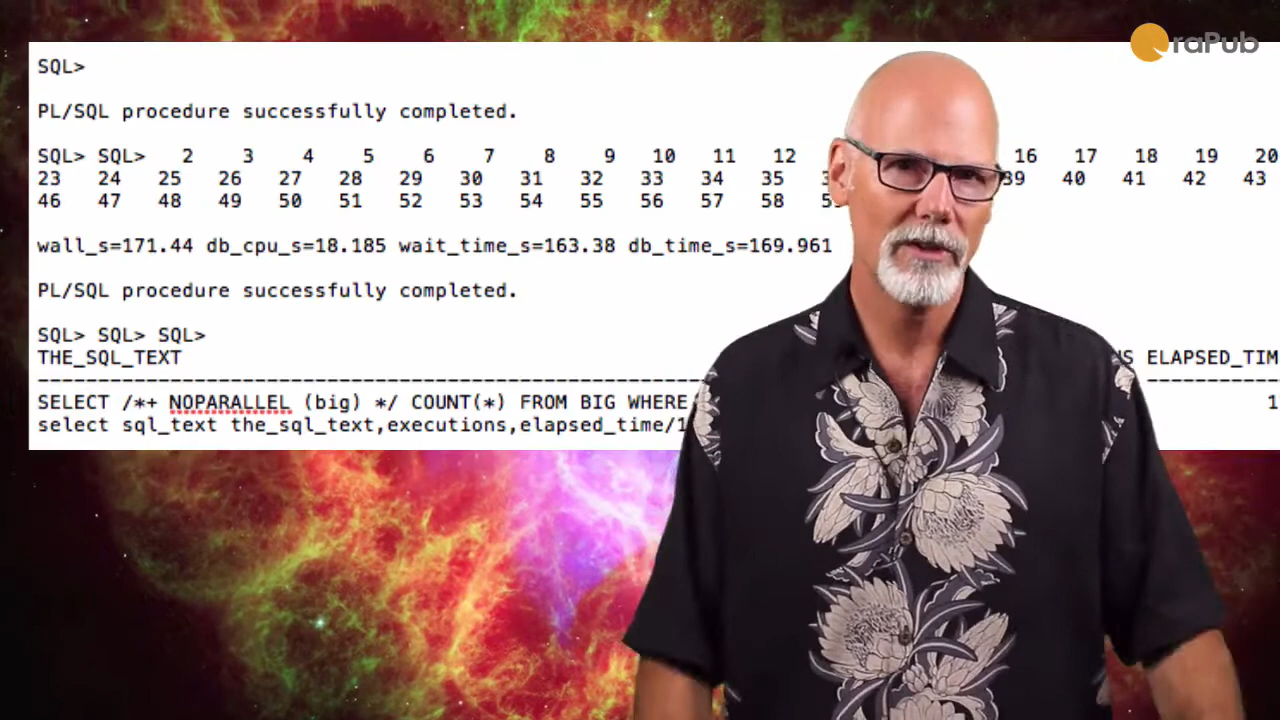 OraPub
SQL>
PL/SQL procedure successfully completed.
SQL> SQL> 2 3 4 5 6 7 8 9 10 11 12 16 17 18 19 20
23 24 25 26 27 28 29 30 31 32 33 34 35 39 40 41 42 43
46 47 48 49 50 51 52 53 54 55 56 57 58
wall_s=171.44 db_cpu_s=18.185 wait_time_s=163.38 db_time_s=169.961
PL/SQL procedure successfully completed.
SQL> SQL> SQL>
THE_SQL_TEXT ELAPSED_TIM
SELECT /*+ NOPARALLEL (big) */ COUNT(*) FROM BIG WHERE
select sql_text the_sql_text,executions,elapsed_time/1